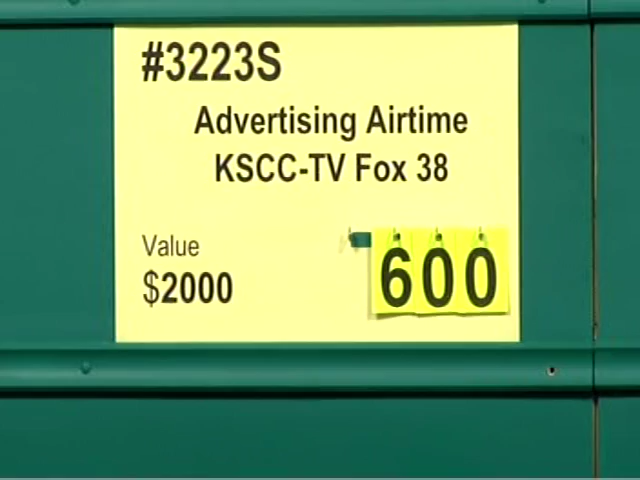 #3223S
Advertising Airtime
KSCC-TV Fox 38
Value
$2000
600